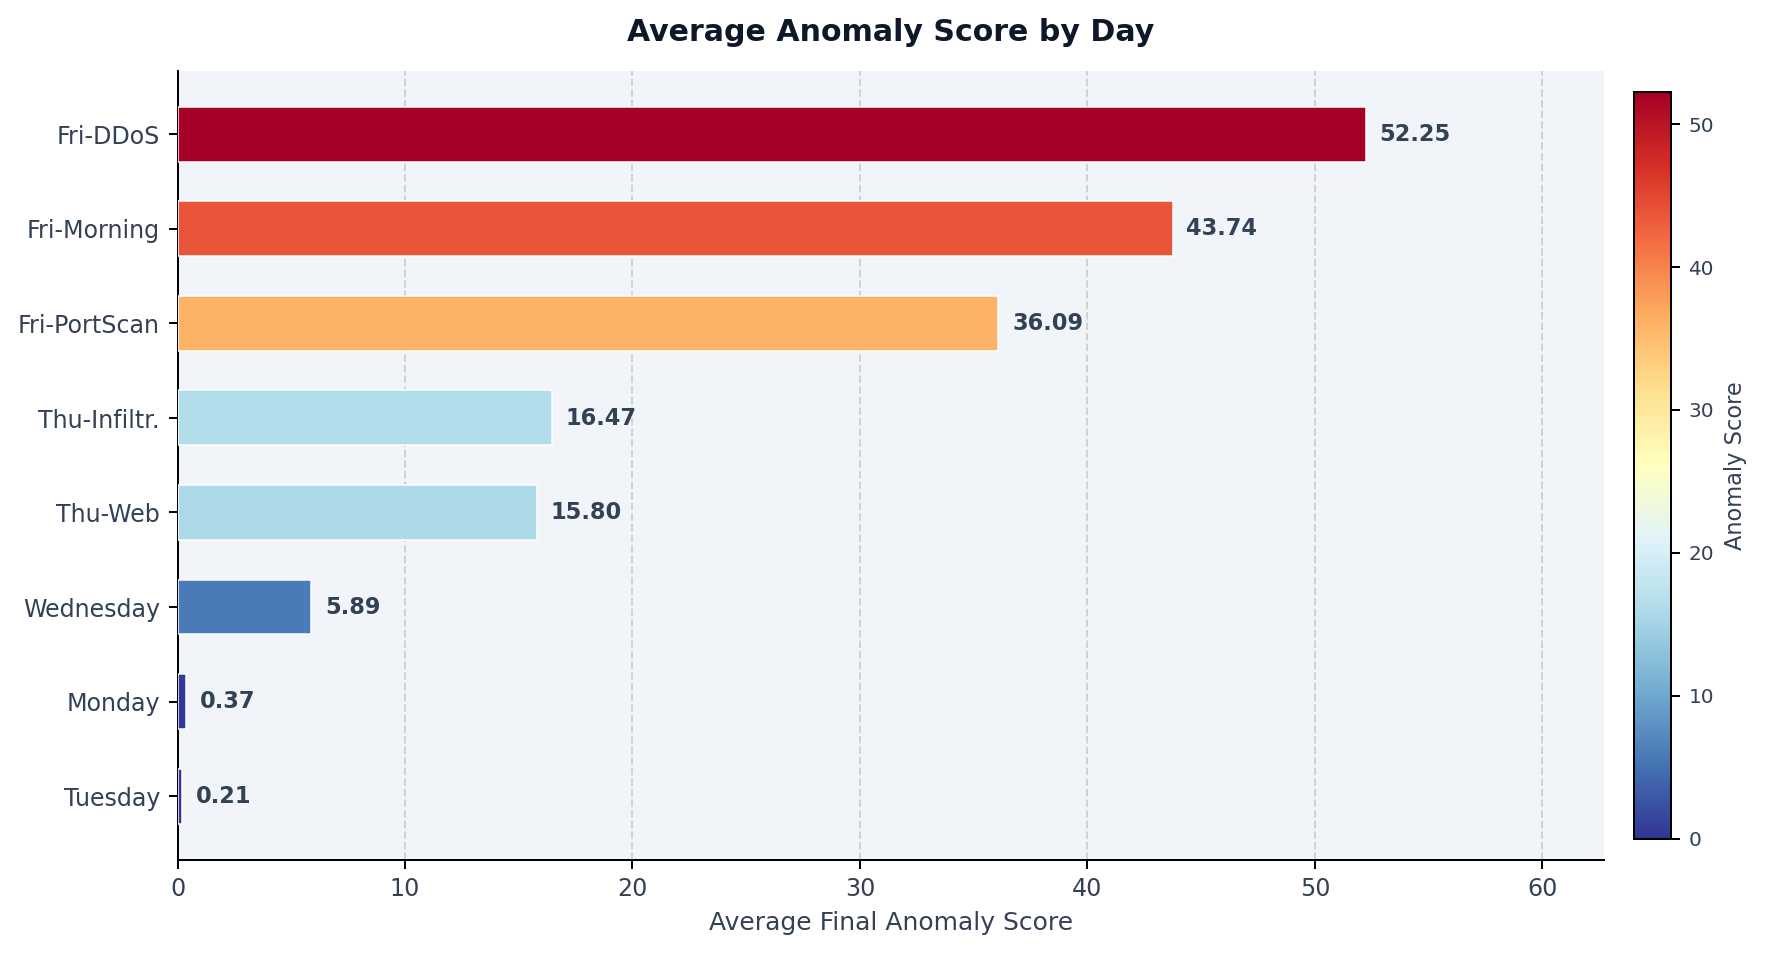 Average Anomaly Score by Day
Fri-DDoS
52.25
Fri-Morning
43.74
Fri-PortScan
36.09
Thu-Infiltr.
16.47
Thu-Web
15.80
Wednesday
5.89
Monday
0.37
Tuesday
0.21
0 10 20 30 40 50 60
Average Final Anomaly Score
50
40
30
20
10
0
Anomaly Score